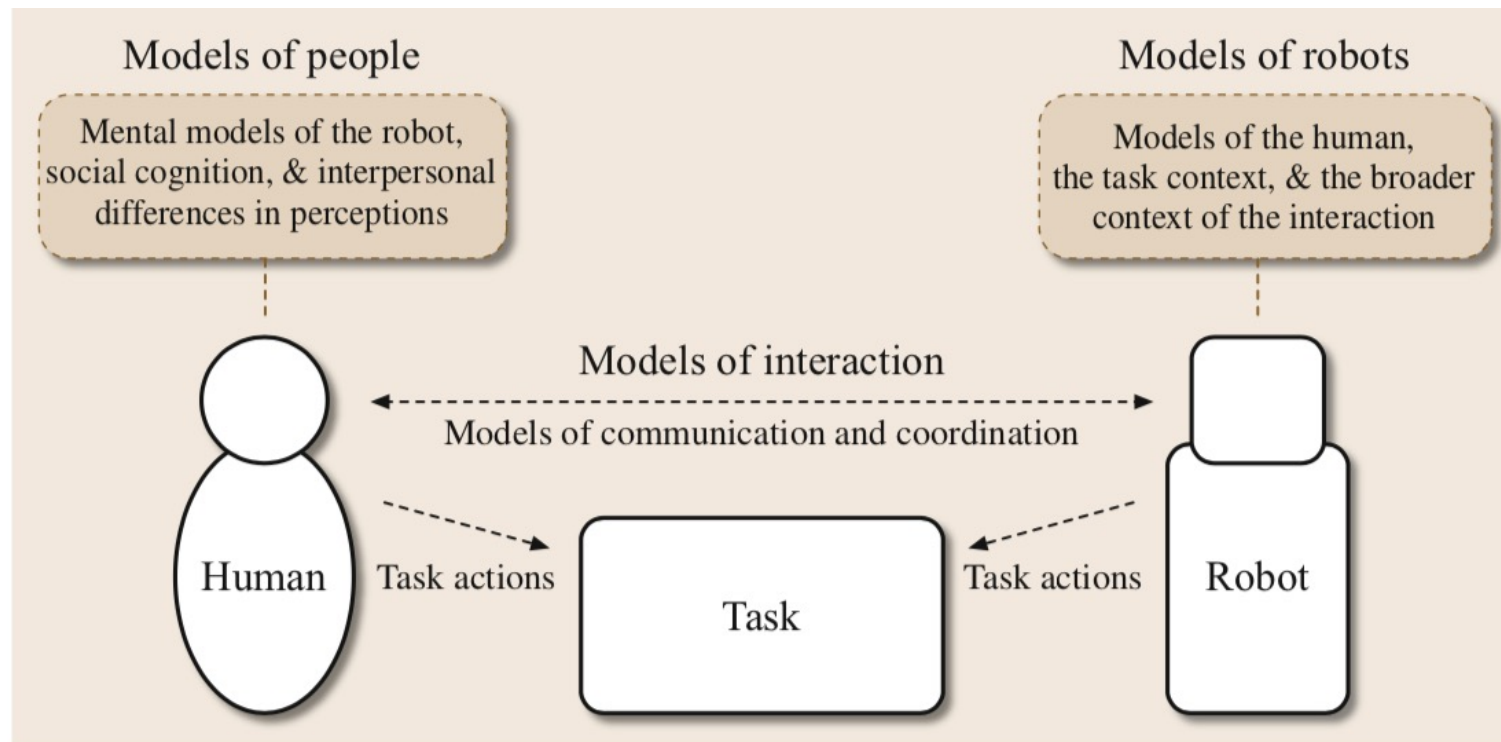 Models of people
Mental models of the robot,
social cognition, & interpersonal
differences in perceptions
Models of robots
Models of the human,
the task context, & the broader
context of the interaction
Models of interaction
Models of communication and coordination
Human
Task actions
Task
Task actions
Robot